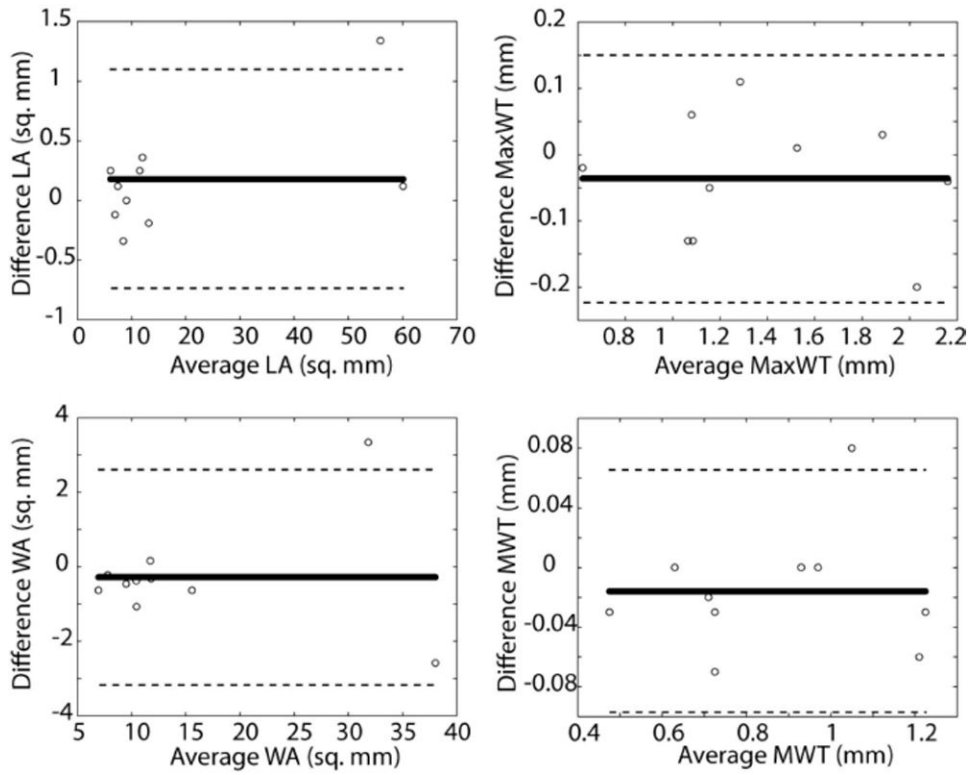 1.5
1
0.5
0
-0.5
-1
Difference LA (sq. mm)
0 10 20 30 40 50 60 70
Average LA (sq. mm)
0.2
0.1
0
-0.1
-0.2
Difference MaxWT (mm)
0.8 1 1.2 1.4 1.6 1.8 2 2.2
Average MaxWT (mm)
4
2
0
-2
-4
Difference WA (sq. mm)
5 10 15 20 25 30 35 40
Average WA (sq. mm)
0.08
0.04
0
-0.04
-0.08
Difference MWT (mm)
0.4 0.6 0.8 1 1.2
Average MWT (mm)